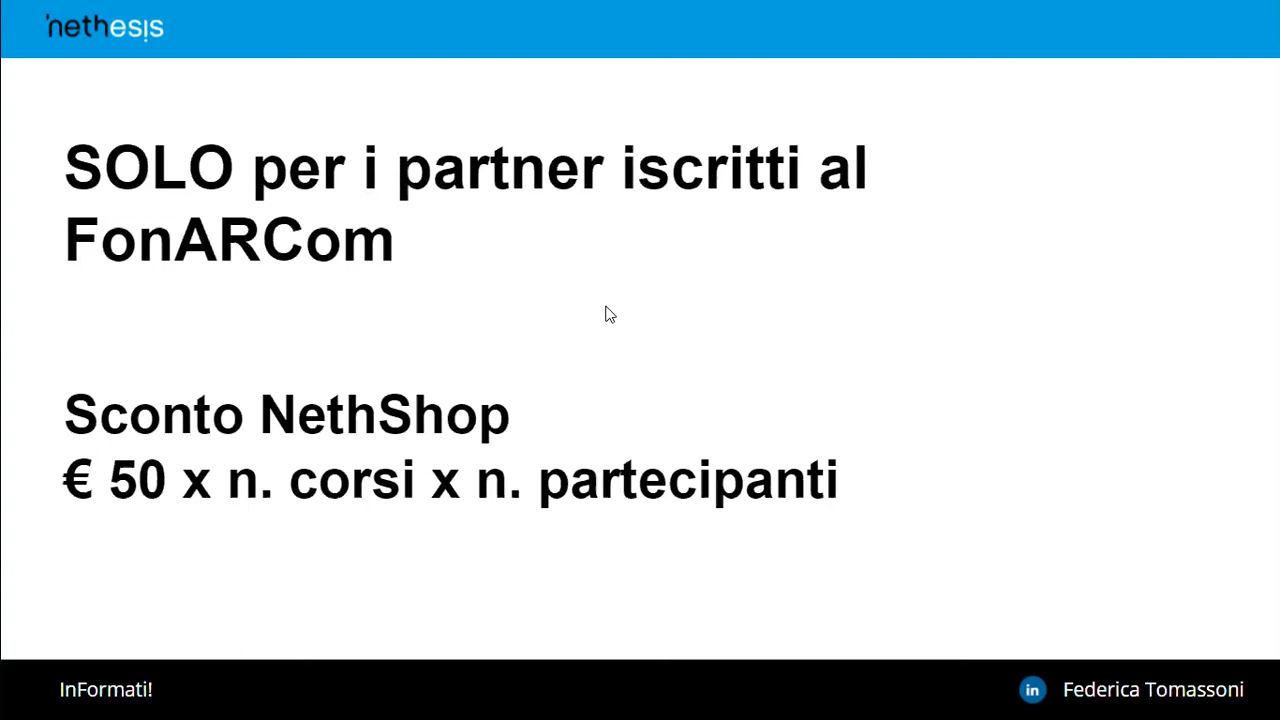 'nethesis
SOLO per i partner iscritti al
FonARCom
Sconto NethShop
€ 50 x n. corsi x n. partecipanti
InFormati!
in
Federica Tomassoni